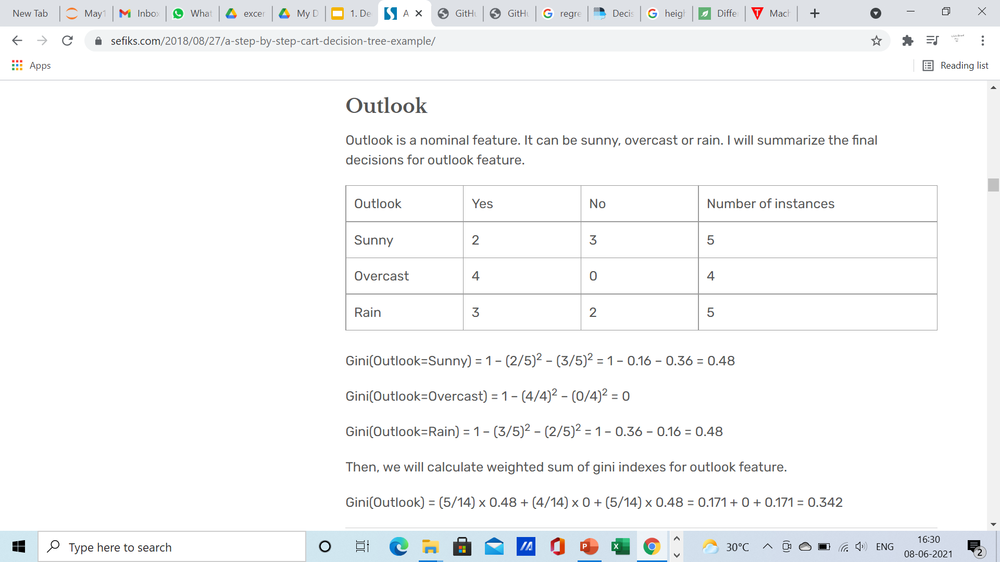 New Tab May1 Inbo What excer My D 1. De A GitHu GitHu regre Decis heigh Differ Mach
sefiks.com/2018/08/27/a-step-by-step-cart-decision-tree-example/
Apps Reading list
Outlook
Outlook is a nominal feature. It can be sunny, overcast or rain. I will summarize the final
decisions for outlook feature.
Outlook Yes No Number of instances
Sunny 2 3 5
Overcast 4 0 4
Rain 3 2 5
Gini(Outlook=Sunny) = 1 – (2/5)² – (3/5)² = 1 – 0.16 – 0.36 = 0.48
Gini(Outlook=Overcast) = 1 – (4/4)² – (0/4)² = 0
Gini(Outlook=Rain) = 1 – (3/5)² – (2/5)² = 1 – 0.36 – 0.16 = 0.48
Then, we will calculate weighted sum of gini indexes for outlook feature.
Gini(Outlook) = (5/14) x 0.48 + (4/14) x 0 + (5/14) x 0.48 = 0.171 + 0 + 0.171 = 0.342
Type here to search
30°C ENG
16:30
08-06-2021
2